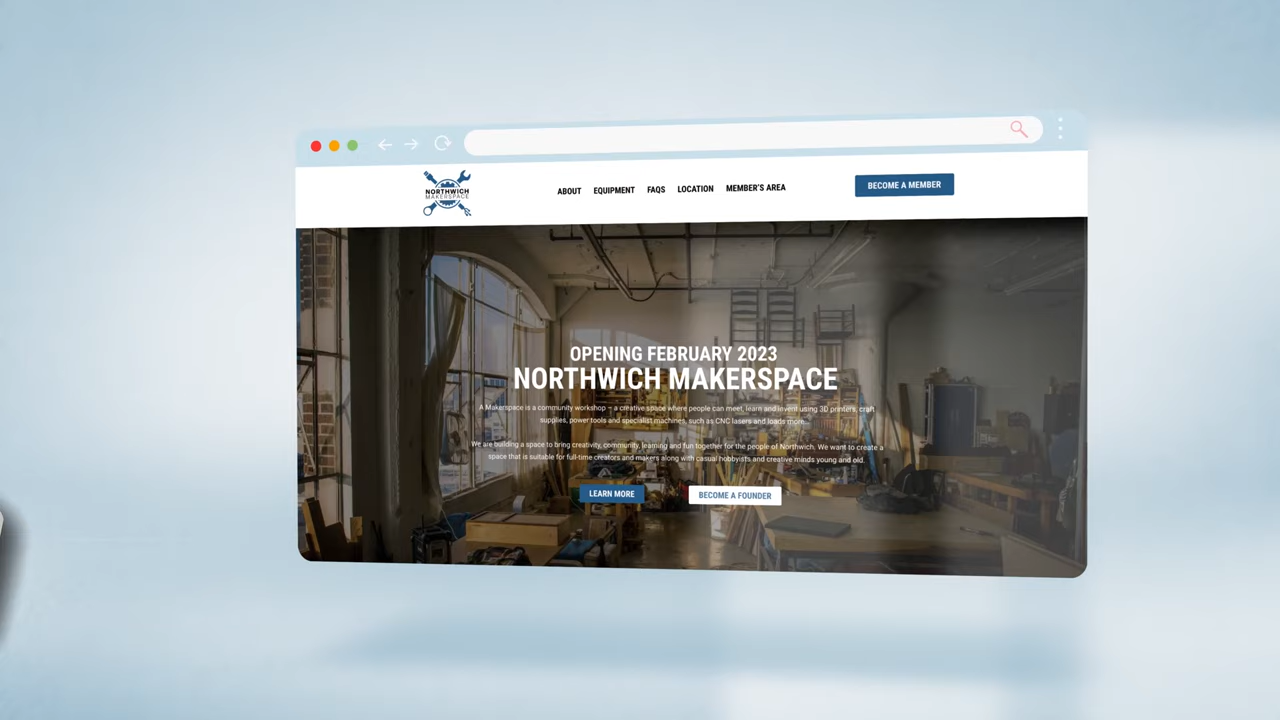 NORTHWICH
MAKERSPACE
ABOUT EQUIPMENT FAQS LOCATION MEMBER'S AREA
BECOME A MEMBER
OPENING FEBRUARY 2023
NORTHWICH MAKERSPACE
A Makerspace is a community workshop – a creative space where people can meet, learn and invent using 3D printers, craft
supplies, power tools and specialist machines, such as CNC lasers and loads more...
We are building a space to bring creativity, community, learning and fun together for the people of Northwich. We want to create a
space that is suitable for full-time creators and makers along with casual hobbyists and creative minds young and old.
LEARN MORE
BECOME A FOUNDER